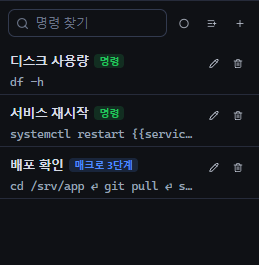 명령 찾기
디스크 사용량 명령
df -h
서비스 재시작 명령
systemctl restart {{servic…
배포 확인 매크로 3단계
cd /srv/app ⏎ git pull ⏎ s…